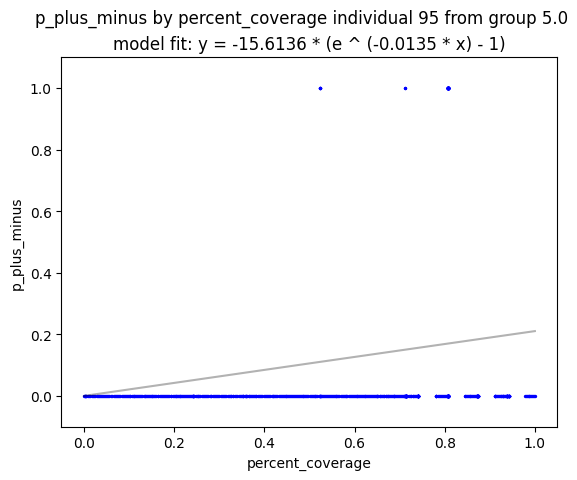 p_plus_minus by percent_coverage individual 95 from group 5.0
model fit: y = -15.6136 * (e ^ (-0.0135 * x) - 1)
1.0
0.8
0.6
0.4
0.2
0.0
p_plus_minus
0.0 0.2 0.4 0.6 0.8 1.0
percent_coverage